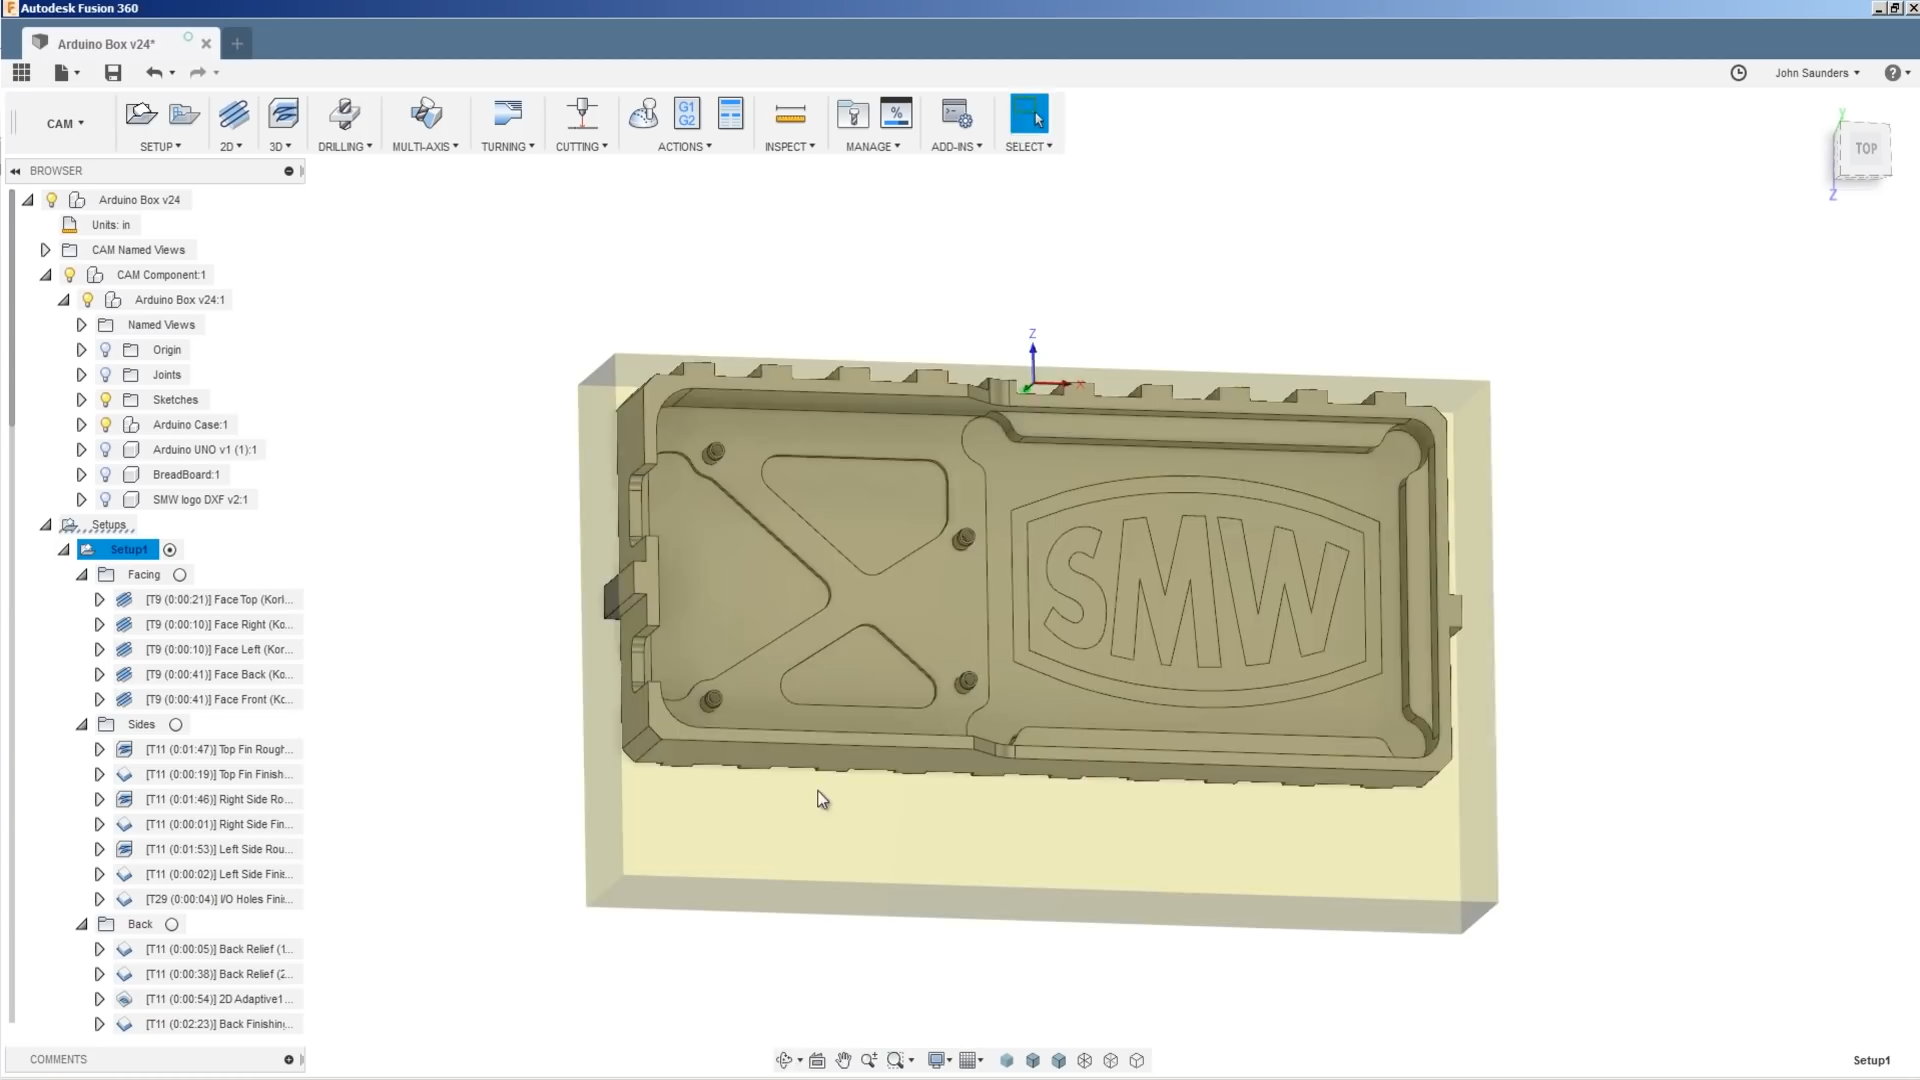 Autodesk Fusion 360
Arduino Box v24*
John Saunders
CAM
SETUP
2D
3D
DRILLING
MULTI-AXIS
TURNING
CUTTING
G1
G2
ACTIONS
INSPECT
%
MANAGE
ADD-INS
SELECT
Y
TOP
Z
BROWSER
Arduino Box v24
Units: in
CAM Named Views
CAM Component:1
Arduino Box v24:1
Named Views
Origin
Joints
Sketches
Arduino Case:1
Arduino UNO v1 (1):1
BreadBoard:1
SMW logo DXF v2:1
Setups
Setup1
Facing
[T9 (0:00:21)] Face Top (Kori...
[T9 (0:00:10)] Face Right (Ko...
[T9 (0:00:10)] Face Left (Kor...
[T9 (0:00:41)] Face Back (Ko...
[T9 (0:00:41)] Face Front (Kc...
Sides
[T11 (0:01:47)] Top Fin Rough...
[T11 (0:00:19)] Top Fin Finish...
[T11 (0:01:46)] Right Side Ro...
[T11 (0:00:01)] Right Side Fin...
[T11 (0:01:53)] Left Side Rou...
[T11 (0:00:02)] Left Side Finis...
[T29 (0:00:04)] I/O Holes Fini...
Back
[T11 (0:00:05)] Back Relief (1...
[T11 (0:00:38)] Back Relief (2...
[T11 (0:00:54)] 2D Adaptive1...
[T11 (0:02:23)] Back Finishing...
Z
X
SMW
COMMENTS
Setup1